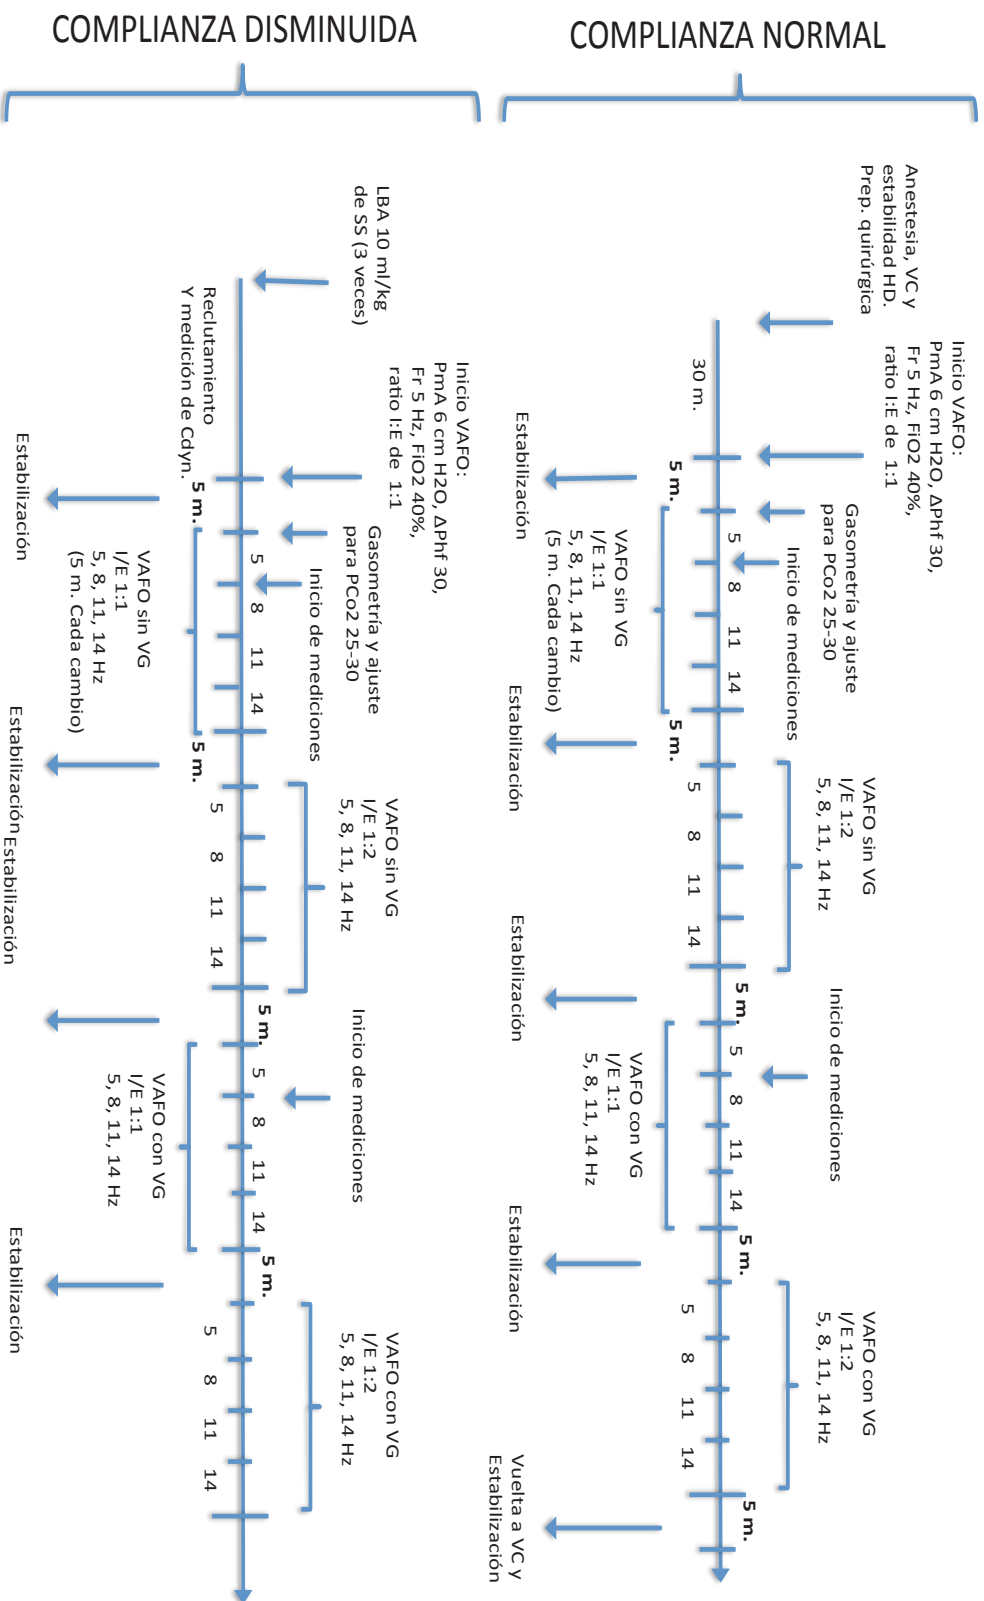 COMPLIANZA NORMAL
Anestesia, VC y
estabilidad HD.
Prep. quirúrgica
Inicio VAFO:
PmA 6 cm H2O, ΔPhf 30,
Fr 5 Hz, FiO2 40%,
ratio I:E de 1:1
Gasometría y ajuste
para PCo2 25-30
Inicio de mediciones
VAFO sin VG
I/E 1:2
5, 8, 11, 14 Hz
Inicio de mediciones
VAFO con VG
I/E 1:2
5, 8, 11, 14 Hz
30 m.
5 m.
5
8
11
14
5 m.
5
8
11
14
5 m.
5
8
11
14
5 m.
5
8
11
14
5 m.
VAFO sin VG
I/E 1:1
5, 8, 11, 14 Hz
(5 m. Cada cambio)
VAFO con VG
I/E 1:1
5, 8, 11, 14 Hz
Estabilización
Estabilización
Estabilización
Estabilización
Vuelta a VC y
Estabilización
COMPLIANZA DISMINUIDA
LBA 10 ml/kg
de SS (3 veces)
Inicio VAFO:
PmA 6 cm H2O, ΔPhf 30,
Fr 5 Hz, FiO2 40%,
ratio I:E de 1:1
Gasometría y ajuste
para PCo2 25-30
Inicio de mediciones
VAFO sin VG
I/E 1:2
5, 8, 11, 14 Hz
Inicio de mediciones
VAFO con VG
I/E 1:2
5, 8, 11, 14 Hz
Reclutamiento
Y medición de Cdyn.
5 m.
5
8
11
14
5 m.
5
8
11
14
5 m.
5
8
11
14
5 m.
5
8
11
14
VAFO sin VG
I/E 1:1
5, 8, 11, 14 Hz
(5 m. Cada cambio)
VAFO con VG
I/E 1:1
5, 8, 11, 14 Hz
Estabilización
Estabilización
Estabilización
Estabilización